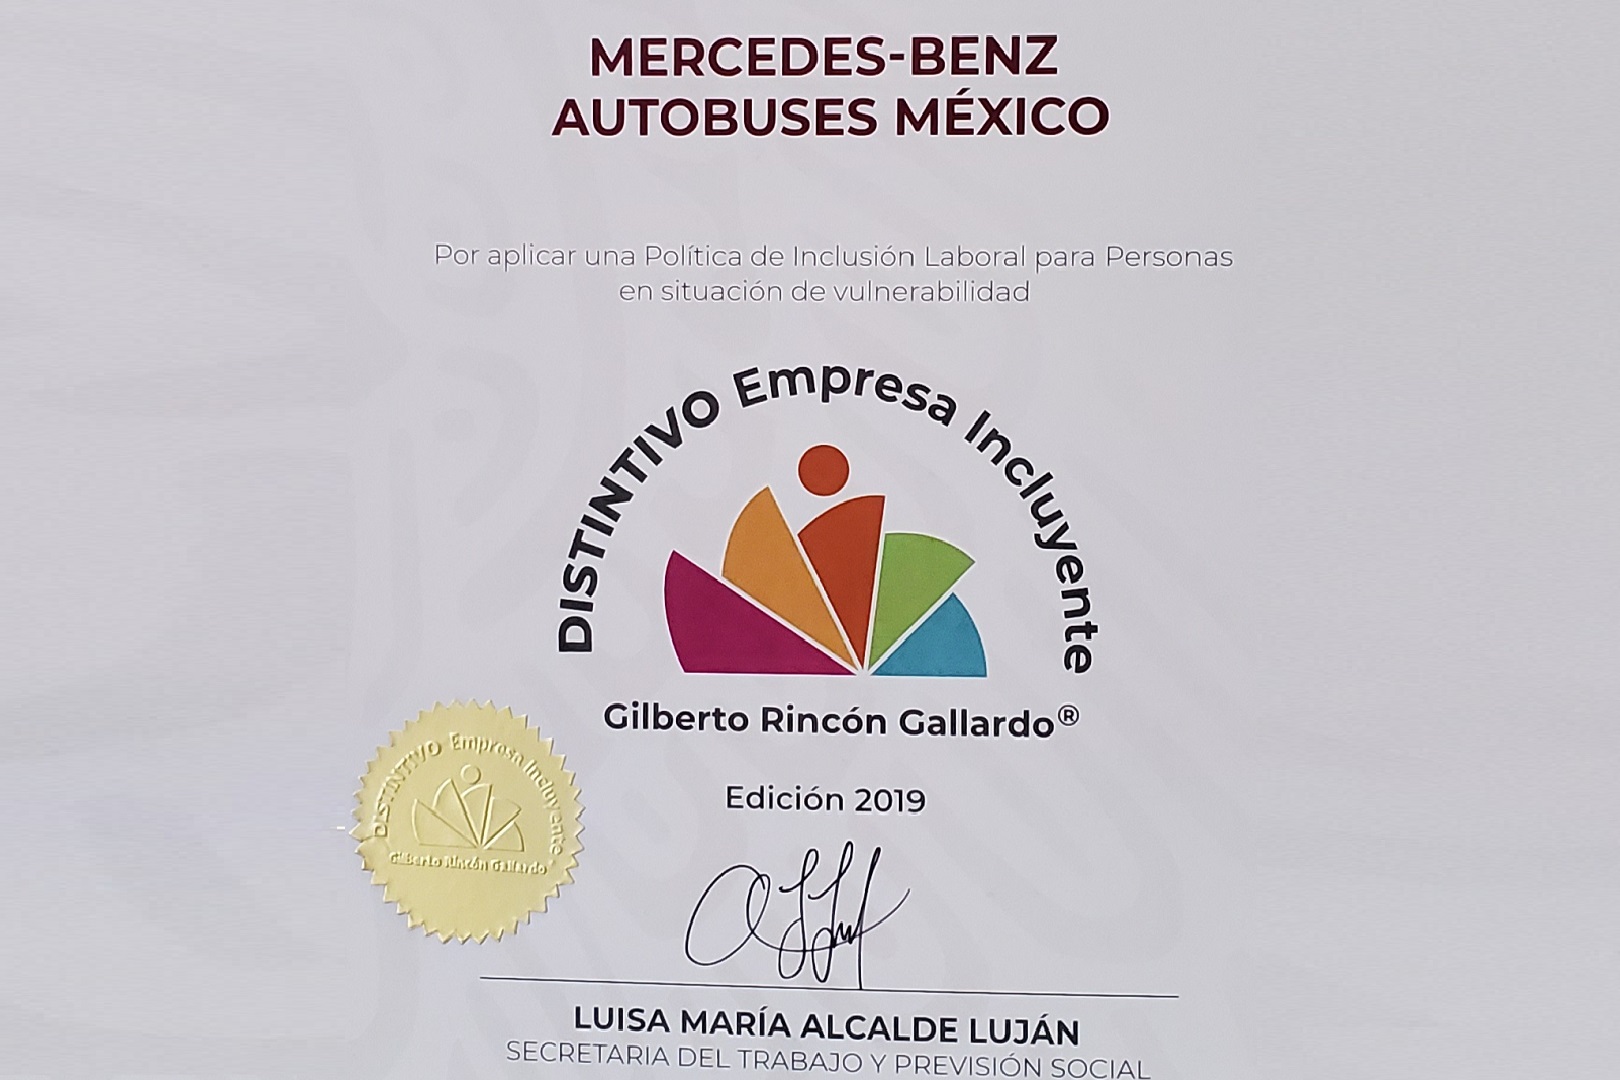 MERCEDES-BENZ
AUTOBUSES MÉXICO
Por aplicar una Política de Inclusión Laboral para Personas
en situación de vulnerabilidad
DISTINTIVO Empresa Incluyente
Gilberto Rincón Gallardo®
DISTINTIVO Empresa Incluyente
Gilberto Rincón Gallardo®
Edición 2019
LUISA MARÍA ALCALDE LUJÁN
SECRETARIA DEL TRABAJO Y PREVISIÓN SOCIAL